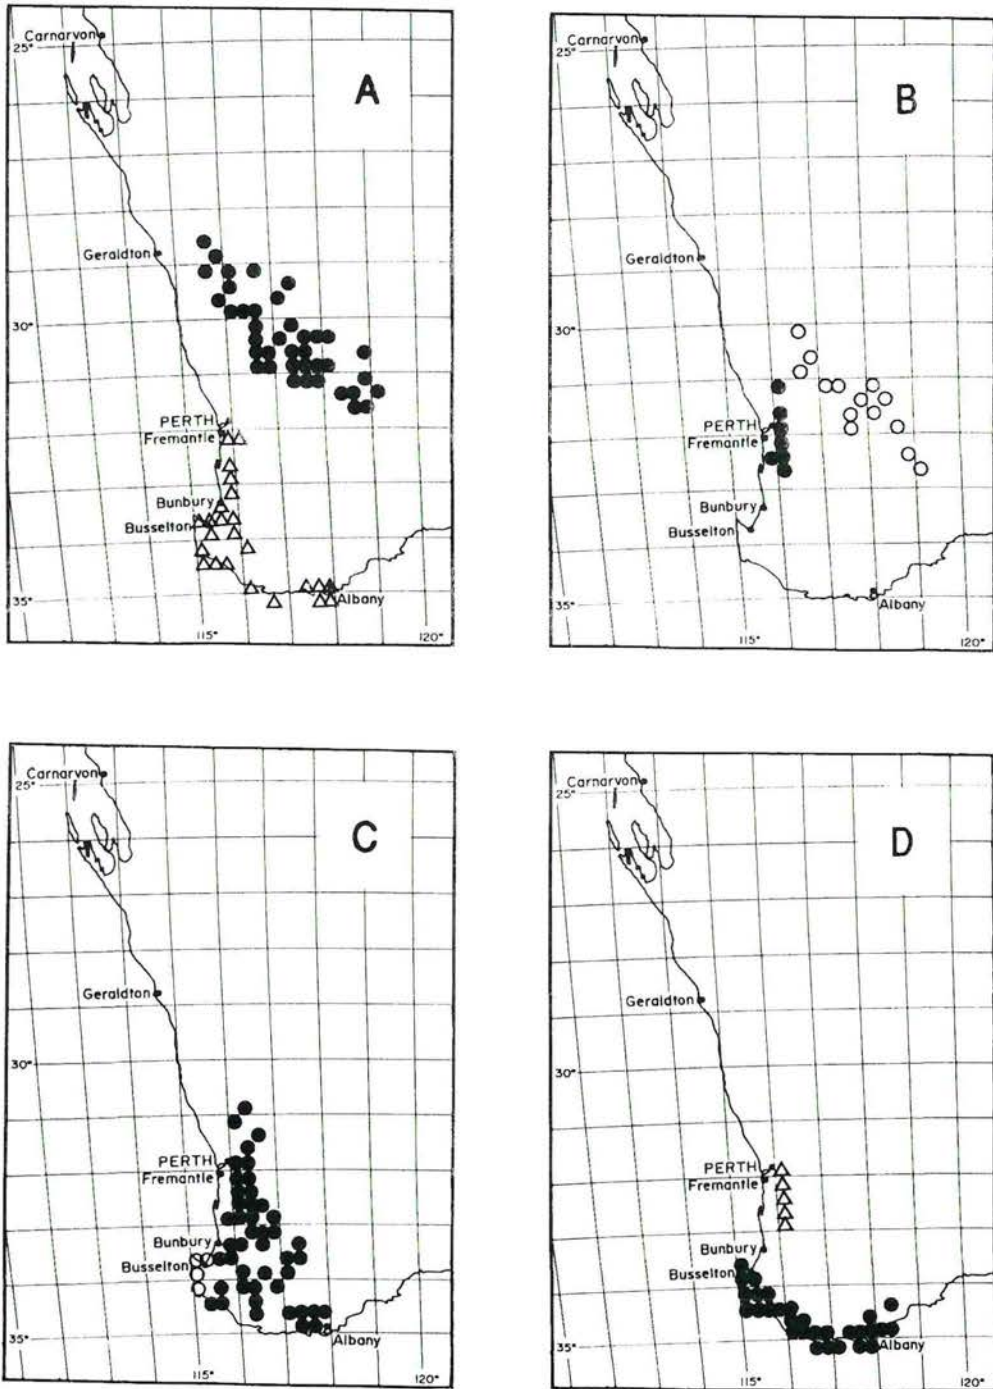 Carnarvon
25°
A
Geraldton
30°
PERTH
Fremantle
Bunbury
Busselton
35°
Albany
115°
120°
Carnarvon
25°
B
Geraldton
30°
PERTH
Fremantle
Bunbury
Busselton
35°
Albany
115°
120°
Carnarvon
25°
C
Geraldton
30°
PERTH
Fremantle
Bunbury
Busselton
35°
Albany
115°
120°
Carnarvon
25°
D
Geraldton
30°
PERTH
Fremantle
Bunbury
Busselton
35°
Albany
115°
120°